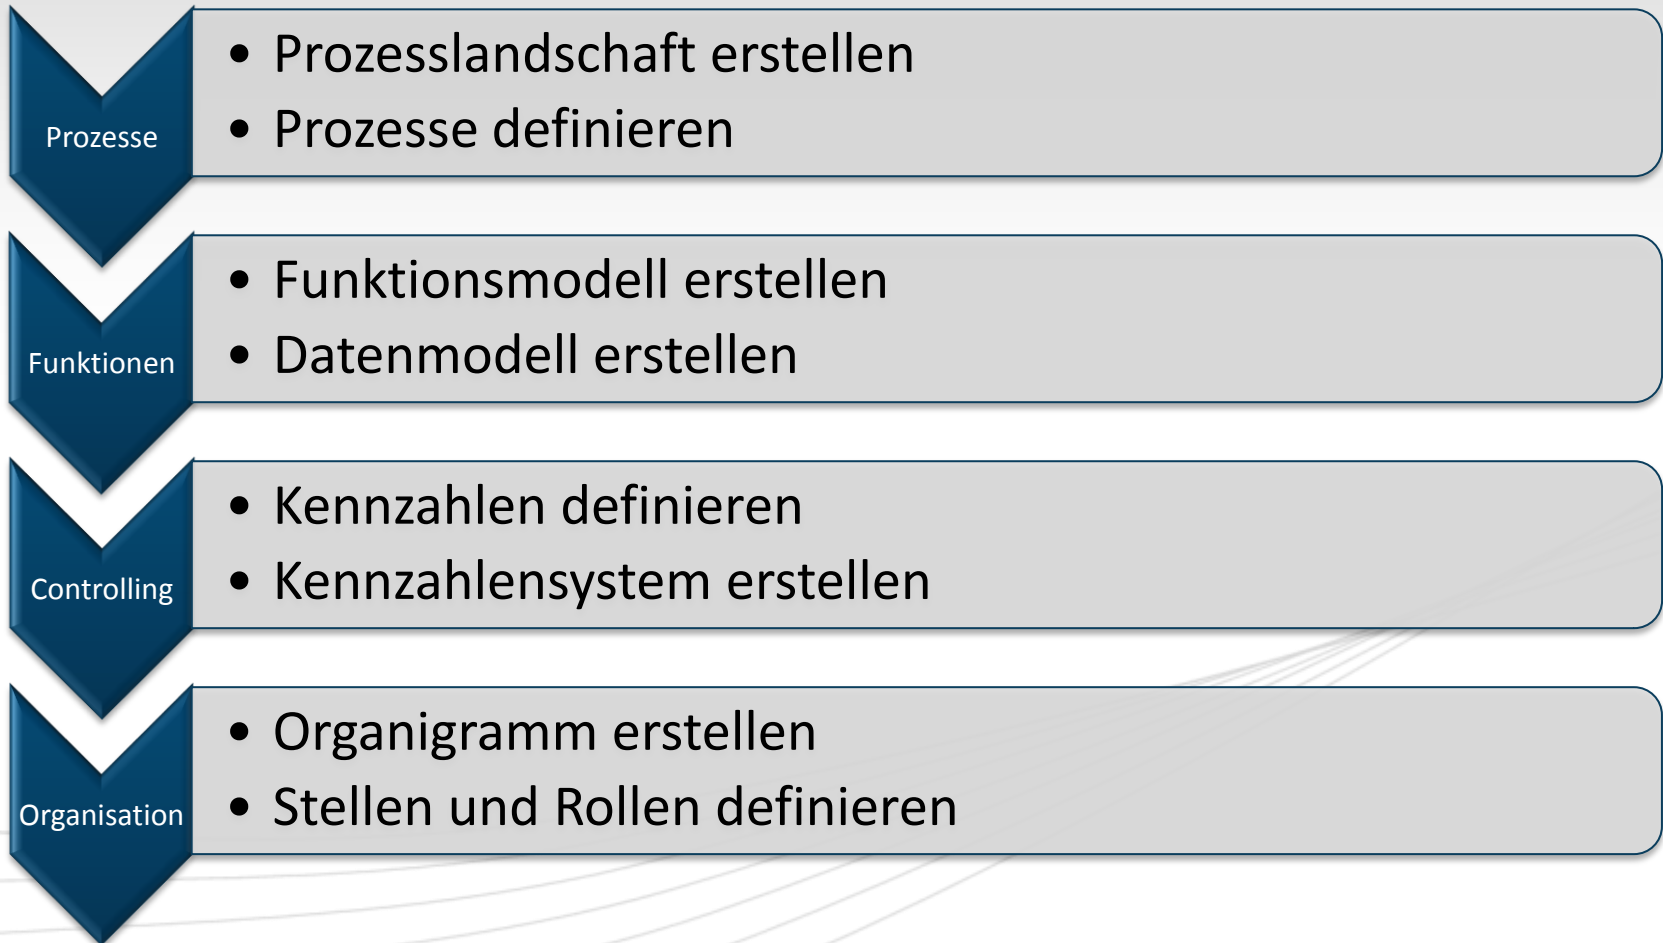 Prozesse
• Prozesslandschaft erstellen
• Prozesse definieren
Funktionen
• Funktionsmodell erstellen
• Datenmodell erstellen
Controlling
• Kennzahlen definieren
• Kennzahlensystem erstellen
Organisation
• Organigramm erstellen
• Stellen und Rollen definieren